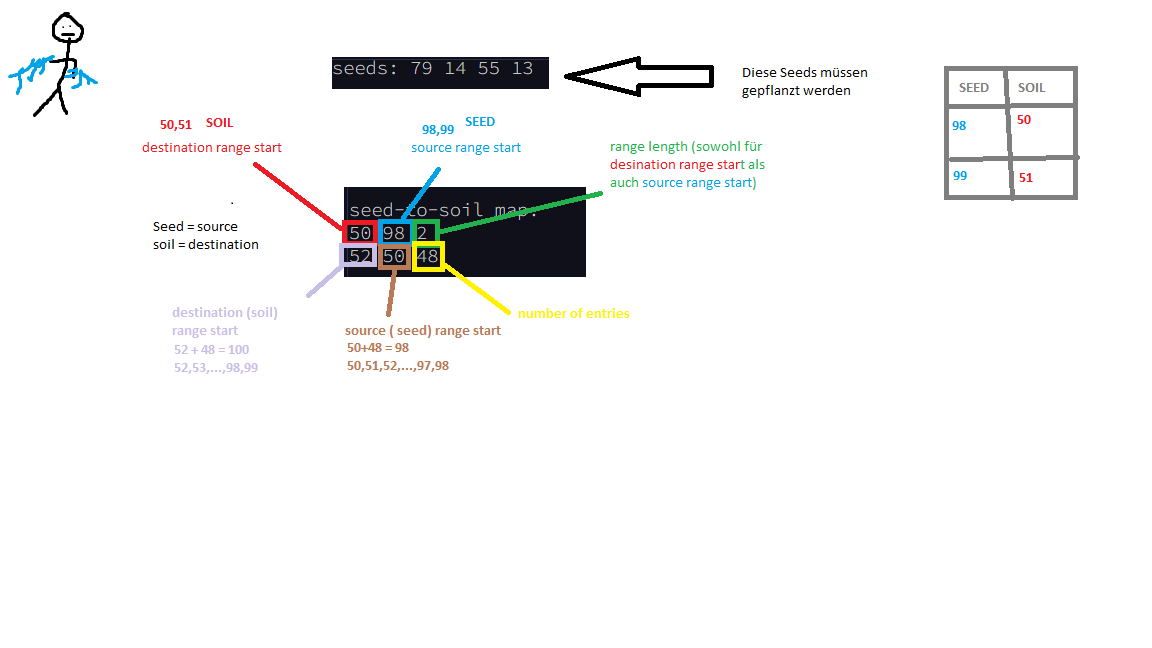 seeds: 79 14 55 13
Diese Seeds müssen
gepflanzt werden
SEED SOIL
98 50
99 51
50,51 SOIL
destination range start
98,99 SEED
source range start
range length (sowohl für
desination range start als
auch source range start)
Seed = source
soil = destination
seed-to-soil map:
50 98 2
52 50 48
destination (soil)
range start
52 + 48 = 100
52,53,...,98,99
source ( seed) range start
50+48 = 98
50,51,52,...,97,98
number of entries